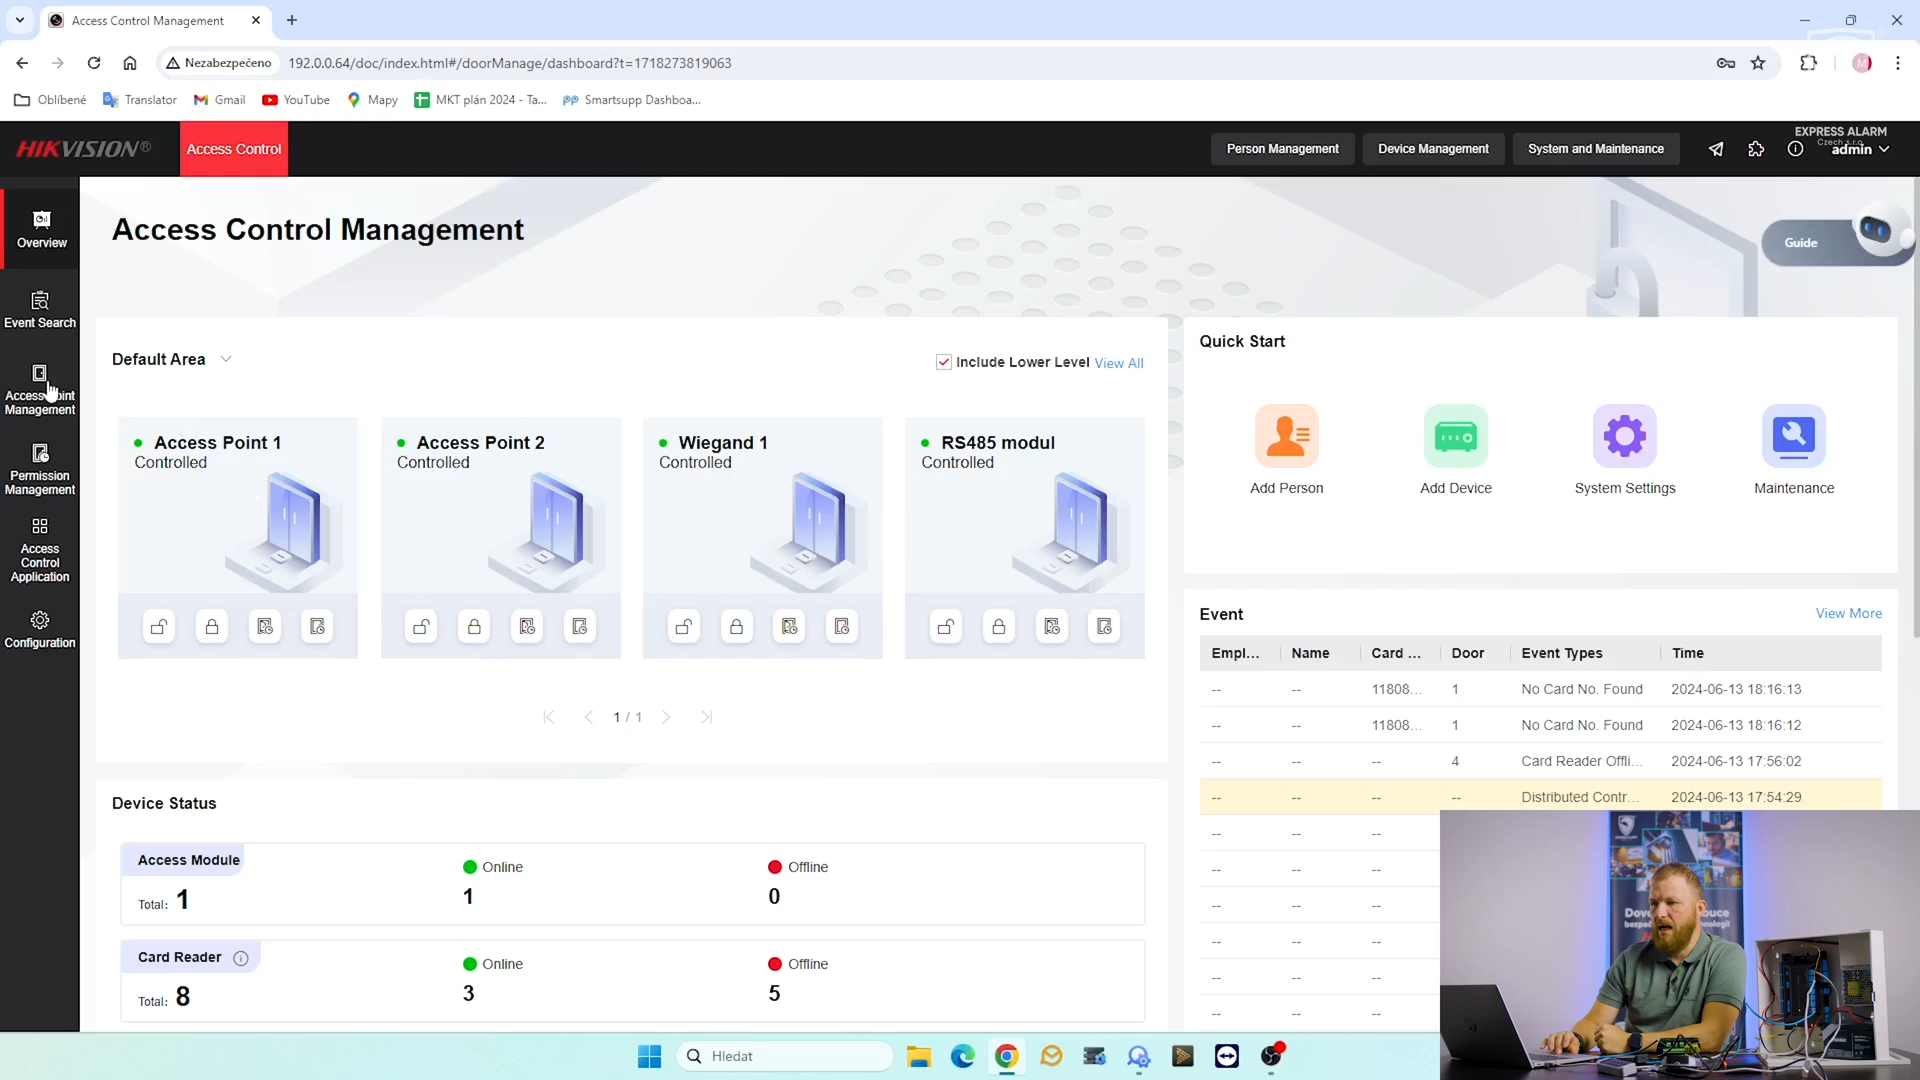 Access Control Management
Nezabezpečeno
192.0.0.64/doc/index.html#/doorManage/dashboard?t=1718273819063
M
Oblíbené
Translator
Gmail
YouTube
Mapy
MKT plán 2024 - Ta...
Smartsupp Dashboa...
HIKVISION®
Access Control
Person Management
Device Management
System and Maintenance
EXPRESS ALARM
Czech s.r.o.
admin
Overview
Event Search
Management
Permission
Management
Access
Control
Application
Configuration
Access Control Management
Guide
Default Area
Include Lower Level
View All
Access Point 1
Controlled
Access Point 2
Controlled
Wiegand 1
Controlled
RS485 modul
Controlled
1 / 1
Quick Start
Add Person
Add Device
System Settings
Maintenance
Event
View More
Empl... Name Card ... Door Event Types Time
-- -- 11808... 1 No Card No. Found 2024-06-13 18:16:13
-- -- 11808... 1 No Card No. Found 2024-06-13 18:16:12
-- -- -- 4 Card Reader Offli... 2024-06-13 17:56:02
-- -- -- -- Distributed Contr... 2024-06-13 17:54:29
-- -- --
-- -- --
-- -- --
-- -- --
-- -- --
-- -- --
Device Status
Access Module
Total: 1
Online
1
Offline
0
Card Reader
Total: 8
Online
3
Offline
5
Hledat